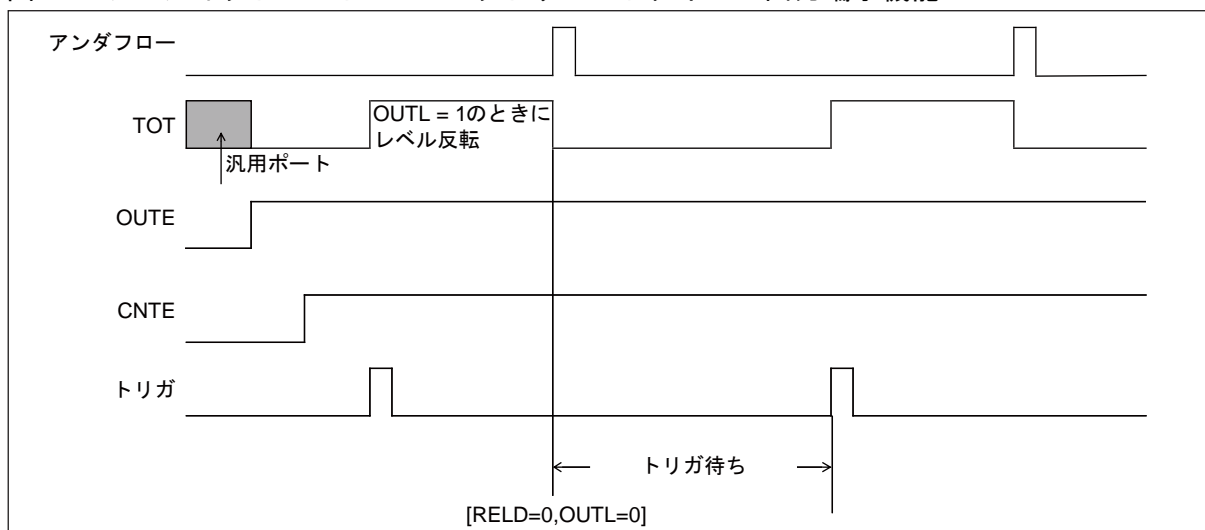 アンダフロー
TOT
OUTL = 1のときに
レベル反転
汎用ポート
OUTE
CNTE
トリガ
トリガ待ち
[RELD=0,OUTL=0]